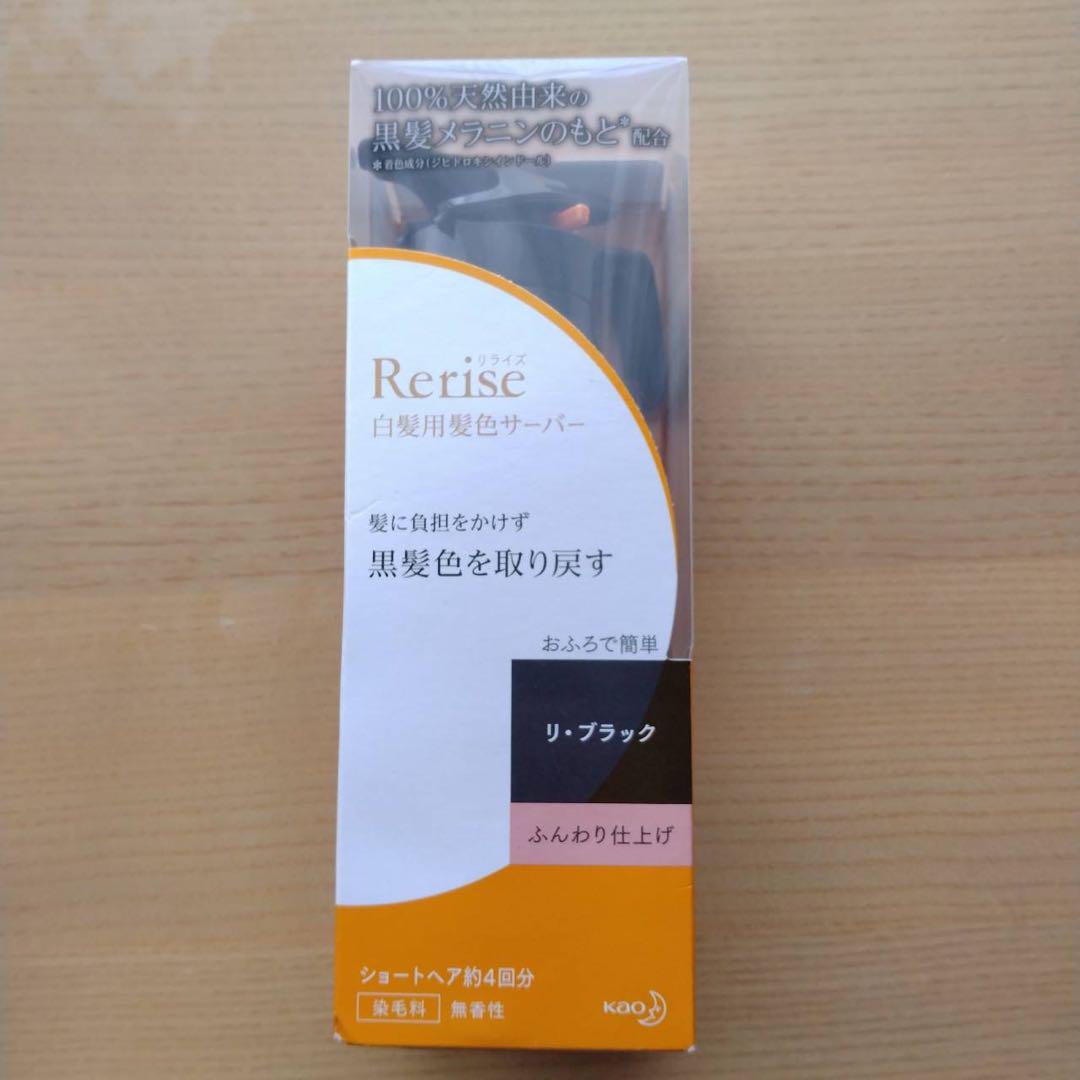 100%天然由来の
黒髪メラニンのもと*配合
*着色成分(ジヒドロキシインドール)
リライズ
Rerise
白髪用髪色サーバー
髪に負担をかけず
黒髪色を取り戻す
おふろで簡単
リ・ブラック
ふんわり仕上げ
ショートヘア約4回分
染毛料 無香性
Kao